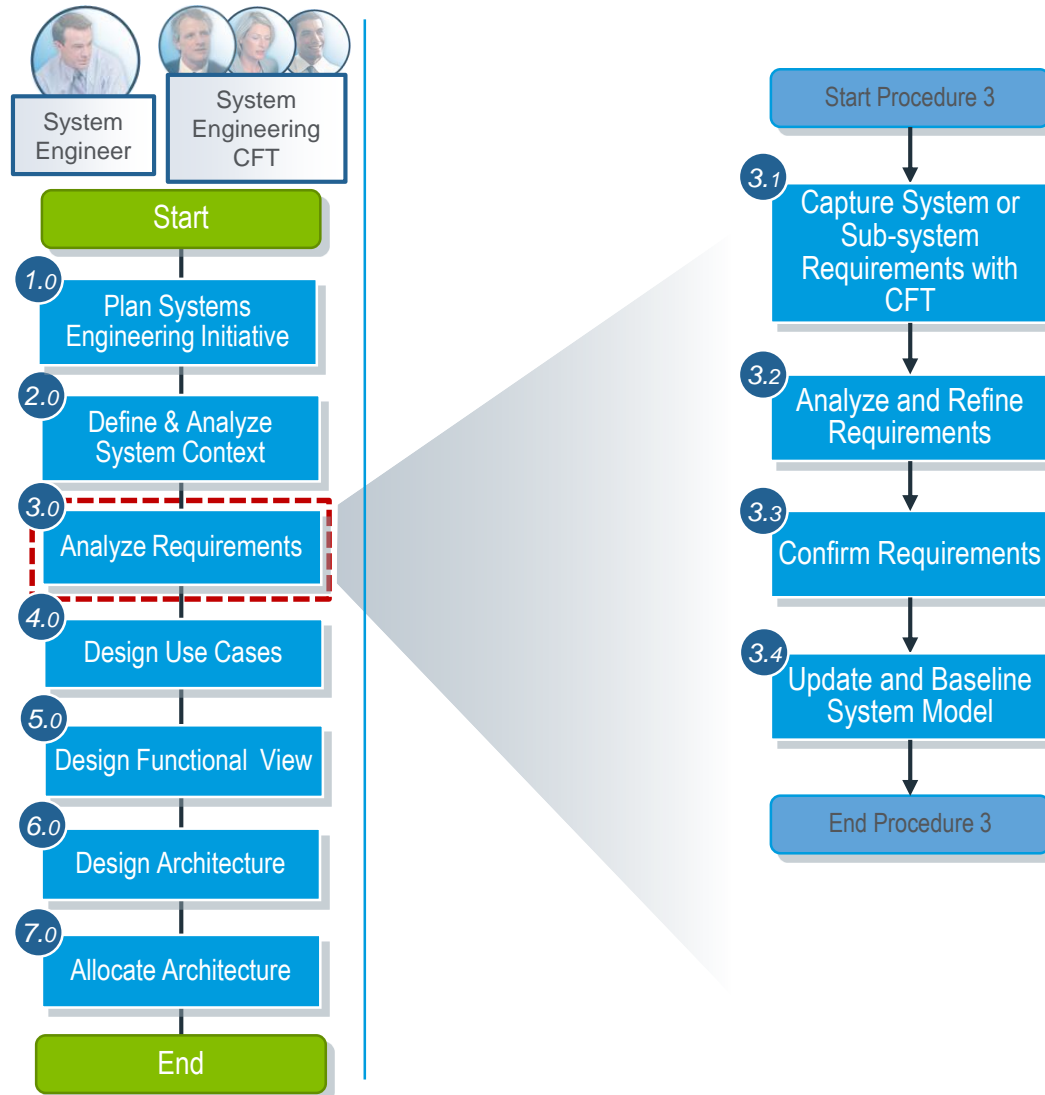 System
Engineer
System
Engineering
CFT
Start
1.0
Plan Systems
Engineering Initiative
2.0
Define & Analyze
System Context
3.0
Analyze Requirements
4.0
Design Use Cases
5.0
Design Functional View
6.0
Design Architecture
7.0
Allocate Architecture
End
Start Procedure 3
3.1
Capture System or
Sub-system
Requirements with
CFT
3.2
Analyze and Refine
Requirements
3.3
Confirm Requirements
3.4
Update and Baseline
System Model
End Procedure 3